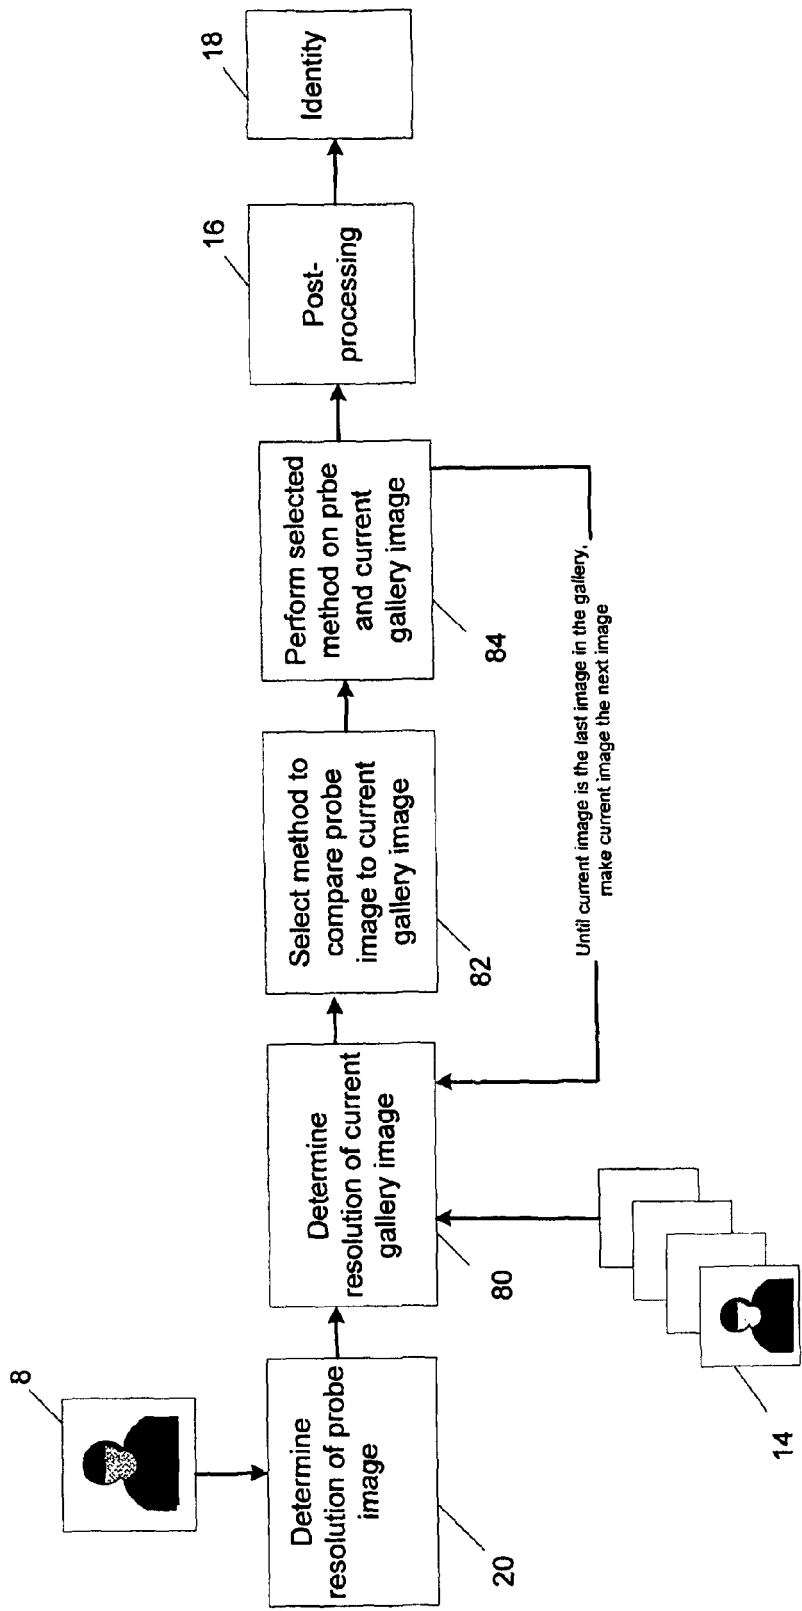 8
Determine
resolution of probe
image
20
Determine
resolution of current
gallery image
80
14
Select method to
compare probe
image to current
gallery image
82
Perform selected
method on prbe
and current
gallery image
84
Until current image is the last image in the gallery,
make current image the next image
Post-
processing
16
Identity
18